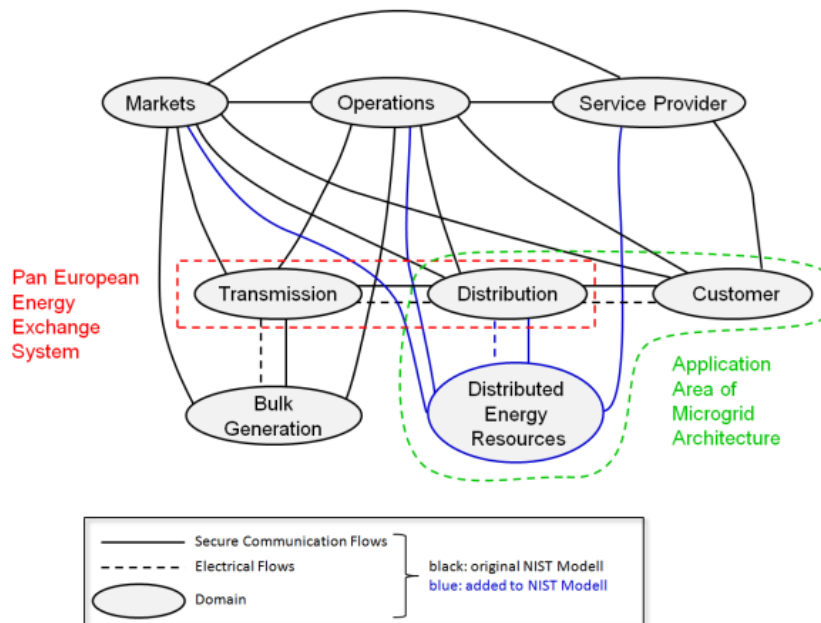 Markets
Operations
Service Provider
Pan European
Energy
Exchange
System
Transmission
Distribution
Customer
Bulk
Generation
Distributed
Energy
Resources
Application
Area of
Microgrid
Architecture
Secure Communication Flows
Electrical Flows
Domain
black: original NIST Modell
blue: added to NIST Modell